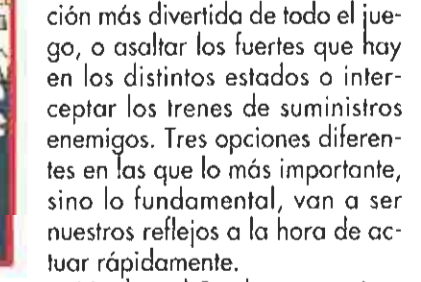 ción más divertida de todo el jue-
go, o asaltar los fuertes que hay
en los distintos estados o inter-
ceptar los trenes de suministros
enemigos. Tres opciones diferen-
tes en las que lo más importante,
sino lo fundamental, van a ser
nuestros reflejos a la hora de ac-
tuar rápidamente.